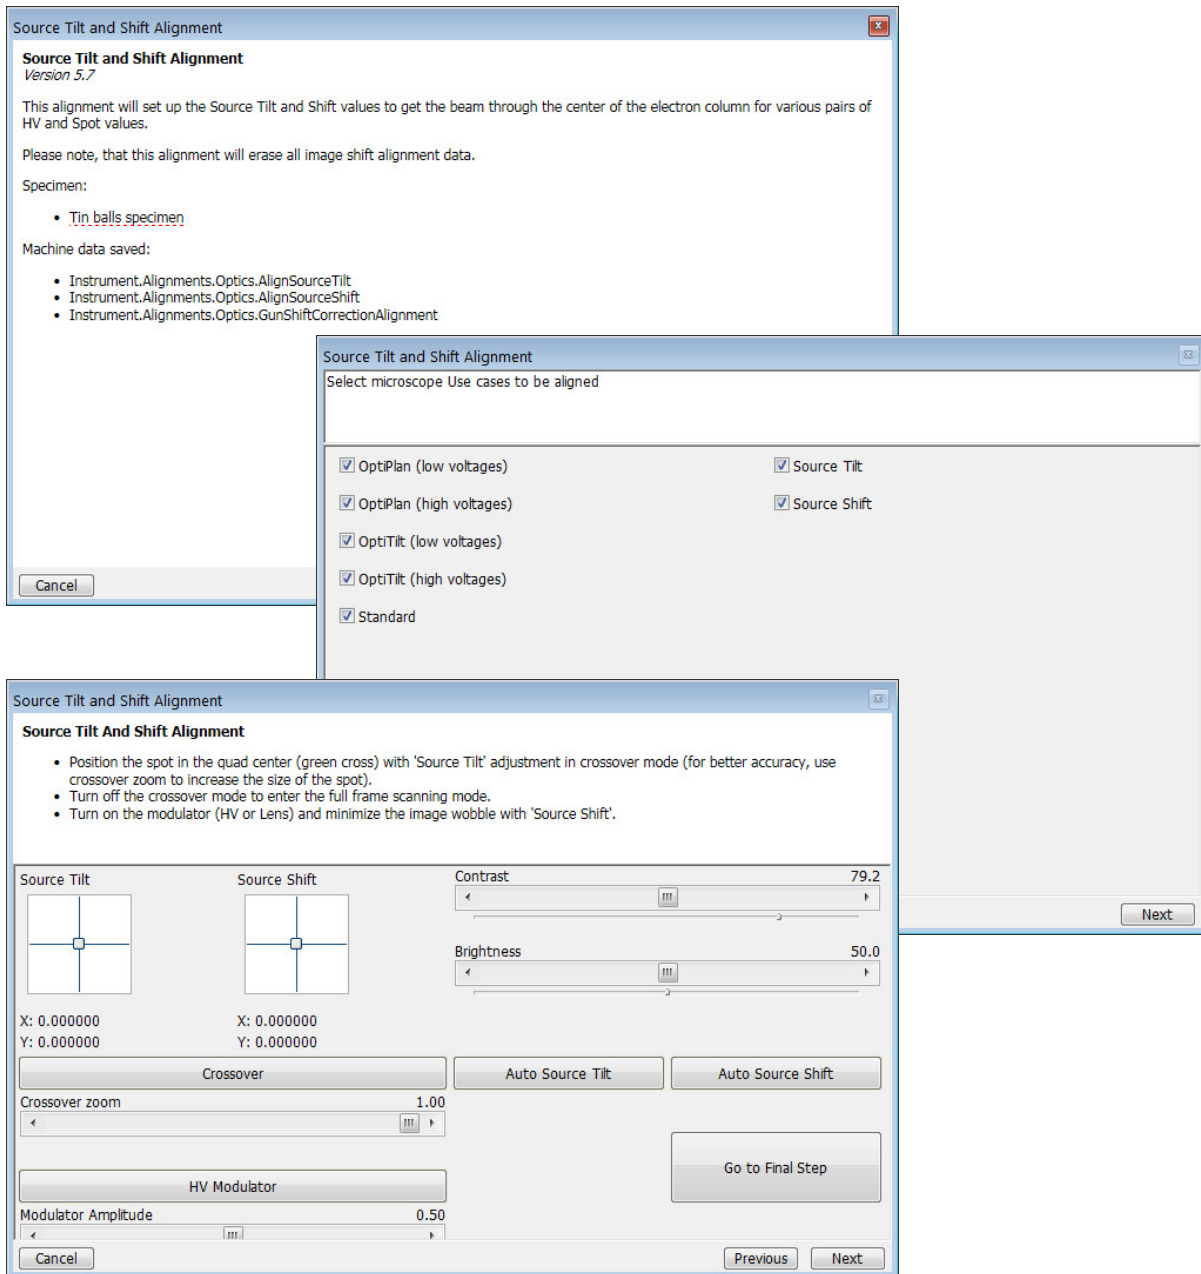 Source Tilt and Shift Alignment
Source Tilt and Shift Alignment
Version 5.7
This alignment will set up the Source Tilt and Shift values to get the beam through the center of the electron column for various pairs of
HV and Spot values.
Please note, that this alignment will erase all image shift alignment data.
Specimen:
• Tin balls specimen
Machine data saved:
• Instrument.Alignments.Optics.AlignSourceTilt
• Instrument.Alignments.Optics.AlignSourceShift
• Instrument.Alignments.Optics.GunShiftCorrectionAlignment
Cancel
Source Tilt and Shift Alignment
Select microscope Use cases to be aligned
OptiPlan (low voltages)
Source Tilt
OptiPlan (high voltages)
Source Shift
OptiTilt (low voltages)
OptiTilt (high voltages)
Standard
Next
Source Tilt and Shift Alignment
Source Tilt And Shift Alignment
• Position the spot in the quad center (green cross) with 'Source Tilt' adjustment in crossover mode (for better accuracy, use
crossover zoom to increase the size of the spot).
• Turn off the crossover mode to enter the full frame scanning mode.
• Turn on the modulator (HV or Lens) and minimize the image wobble with 'Source Shift'.
Source Tilt
Source Shift
Contrast 79.2
Brightness 50.0
X: 0.000000
X: 0.000000
Y: 0.000000
Y: 0.000000
Crossover
Auto Source Tilt
Auto Source Shift
Crossover zoom 1.00
Go to Final Step
HV Modulator
Modulator Amplitude 0.50
Cancel
Previous
Next